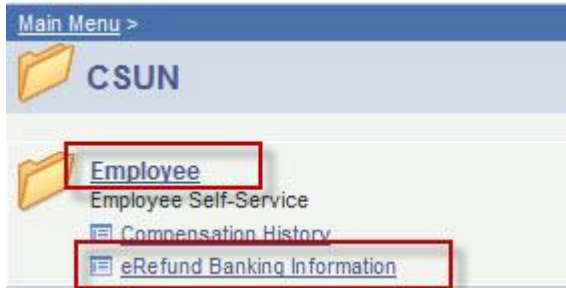 Main Menu >
CSUN
Employee
Employee Self-Service
Compensation History
eRefund Banking Information